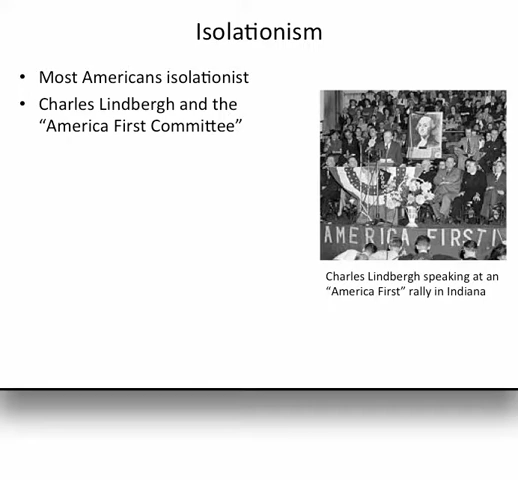 Isolationism
• Most Americans isolationist
• Charles Lindbergh and the
“America First Committee”
AMERICA FIRST!
Charles Lindbergh speaking at an
“America First” rally in Indiana